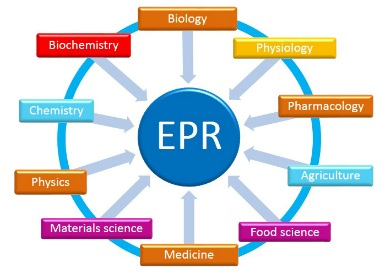 Biology
Biochemistry
Physiology
Chemistry
Pharmacology
EPR
Physics
Agriculture
Materials science
Food science
Medicine